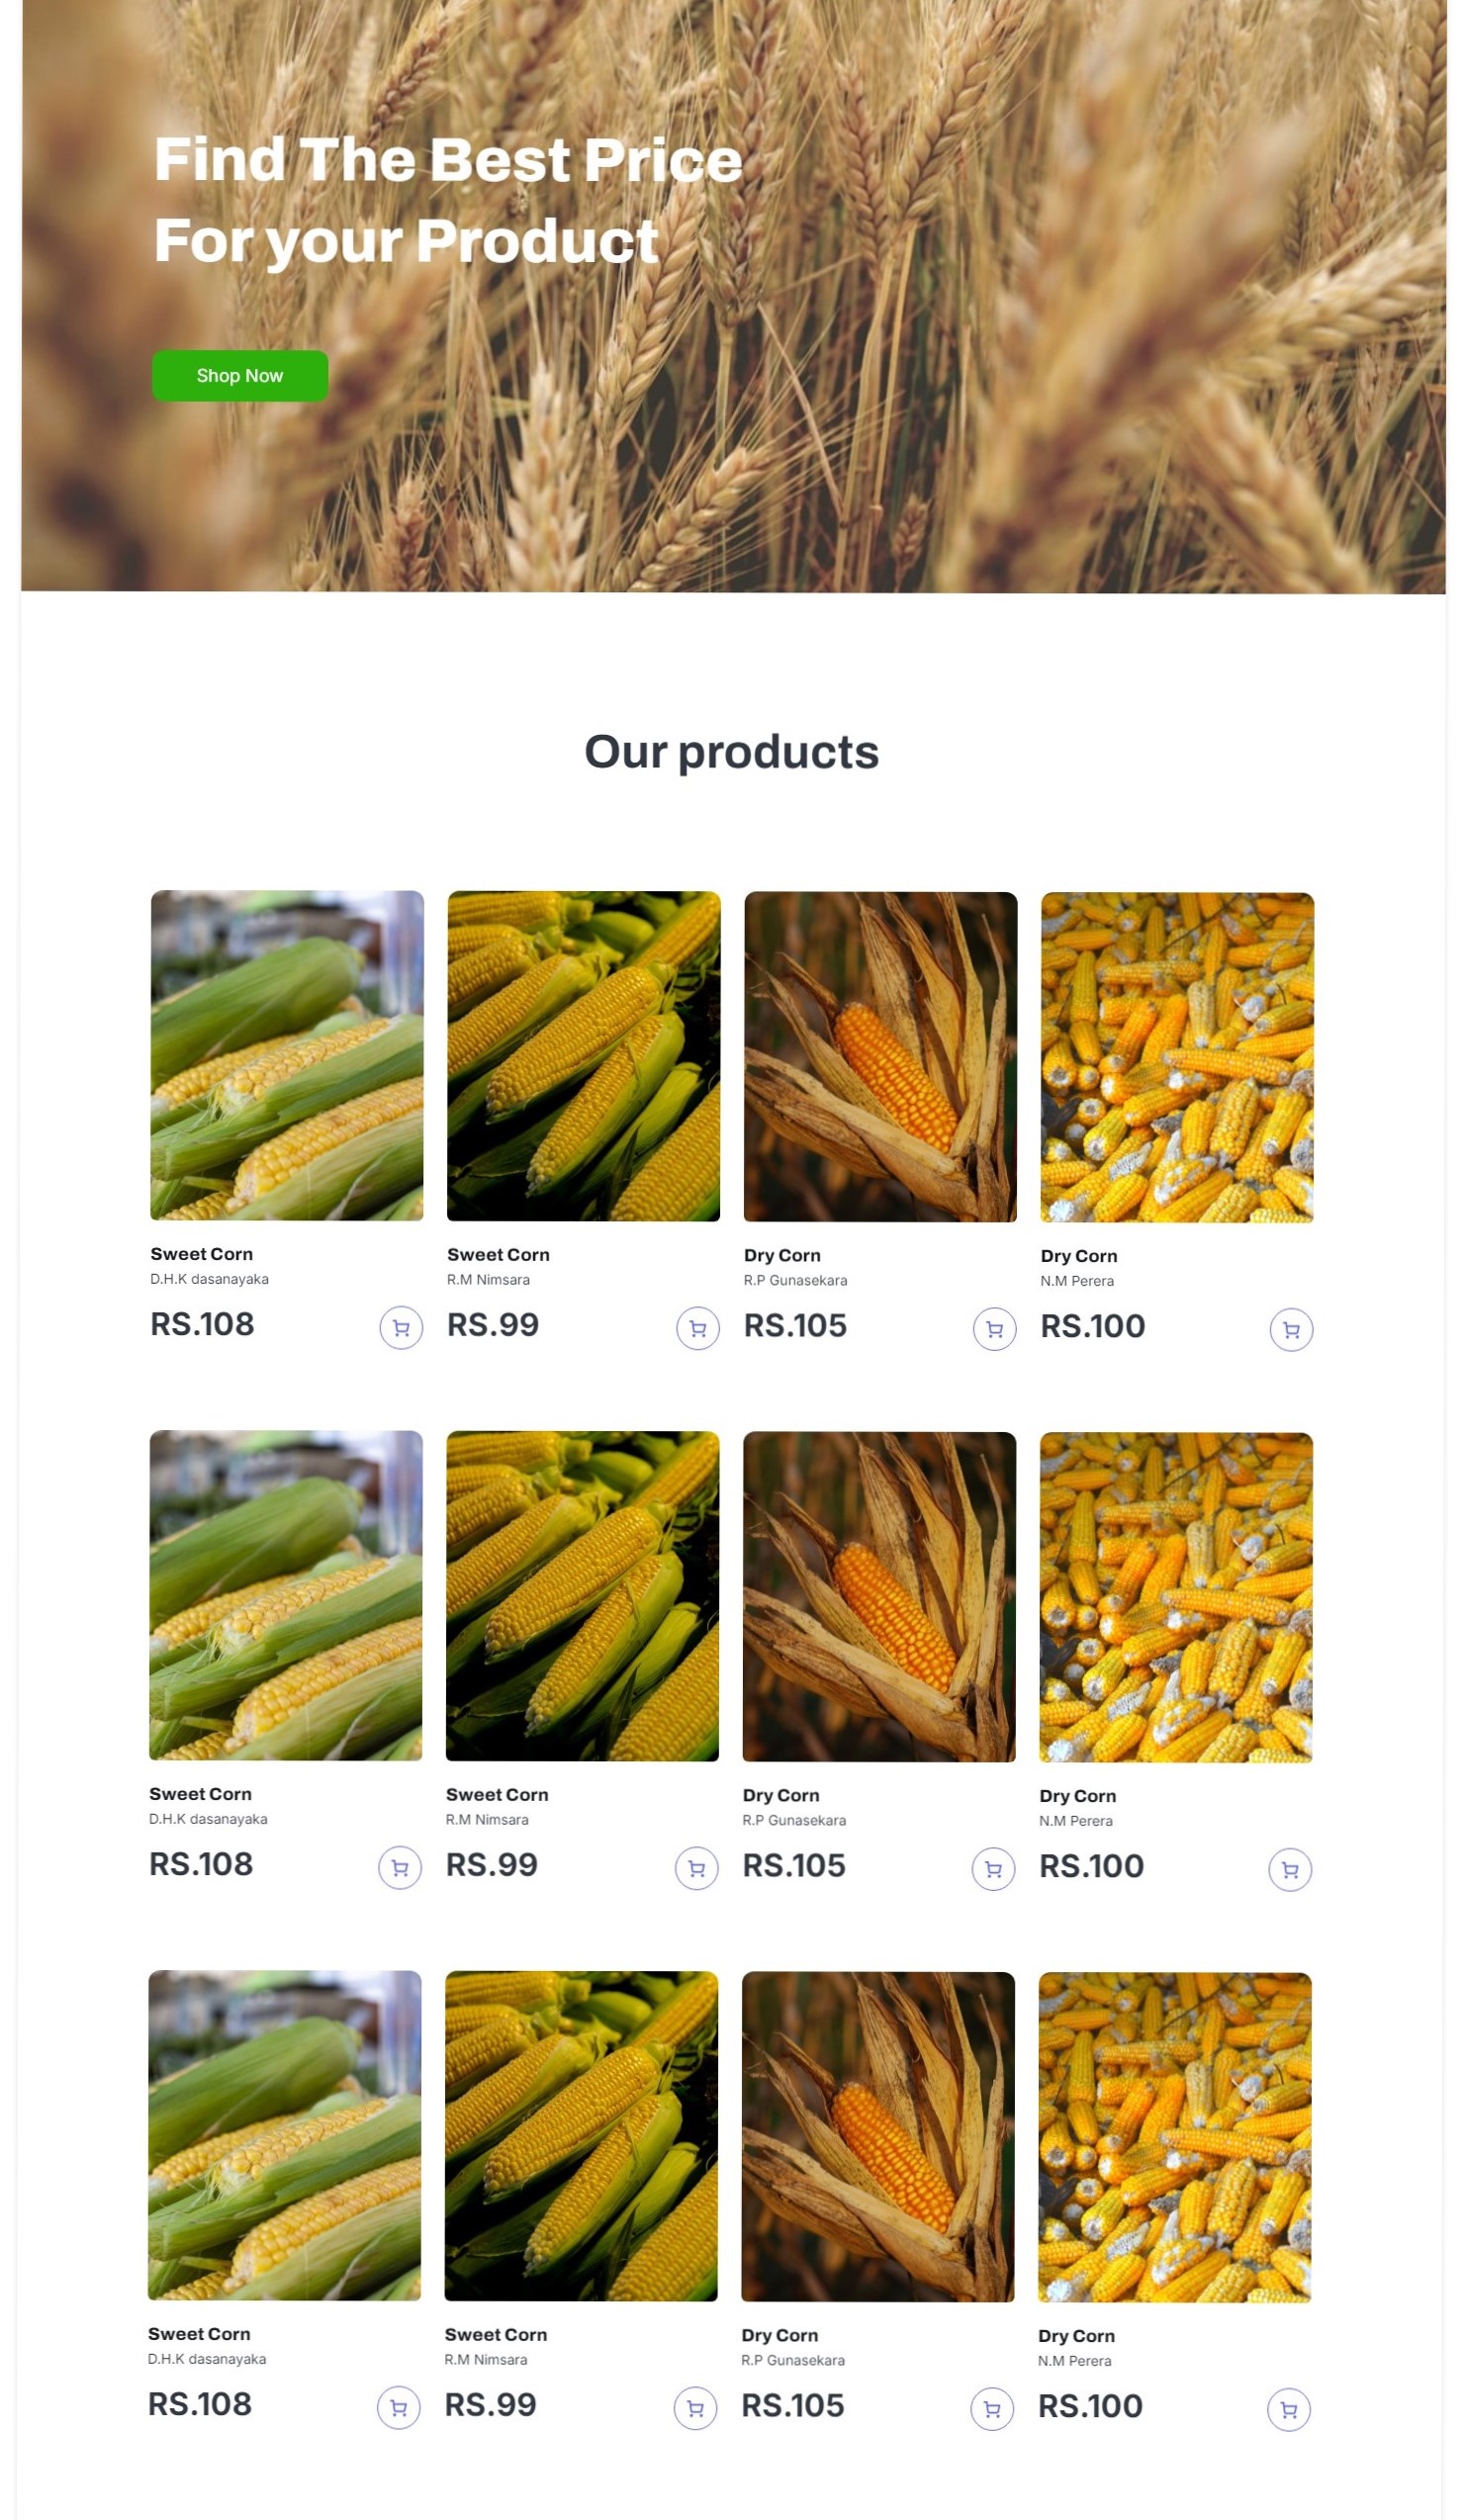 Find The Best Price
For your Product
Shop Now
Our products
Sweet Corn
D.H.K dasanayaka
RS.108
Sweet Corn
R.M Nimsara
RS.99
Dry Corn
R.P Gunasekara
RS.105
Dry Corn
N.M Perera
RS.100
Sweet Corn
D.H.K dasanayaka
RS.108
Sweet Corn
R.M Nimsara
RS.99
Dry Corn
R.P Gunasekara
RS.105
Dry Corn
N.M Perera
RS.100
Sweet Corn
D.H.K dasanayaka
RS.108
Sweet Corn
R.M Nimsara
RS.99
Dry Corn
R.P Gunasekara
RS.105
Dry Corn
N.M Perera
RS.100